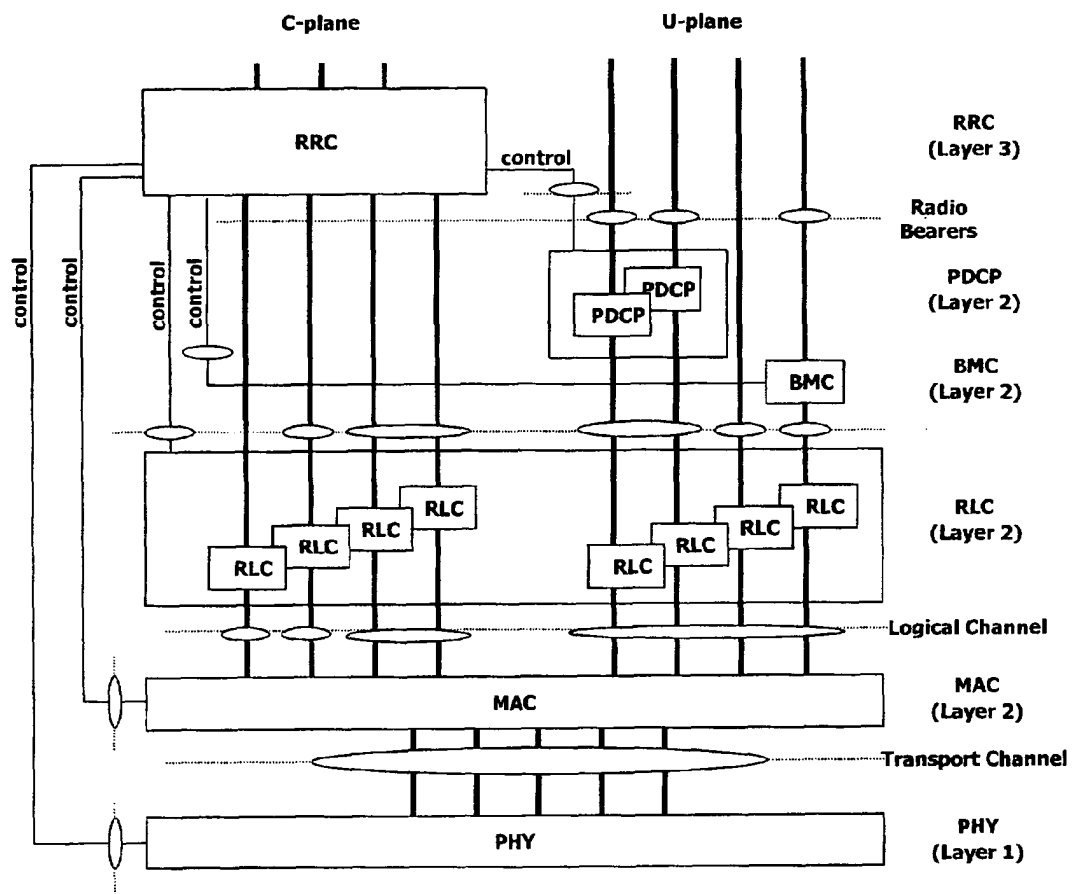 C-plane
U-plane
RRC
RRC
(Layer 3)
control
Radio
Bearers
control
control
control
control
PDCP
PDCP
PDCP
(Layer 2)
BMC
BMC
(Layer 2)
RLC
RLC
RLC
RLC
RLC
RLC
RLC
RLC
RLC
(Layer 2)
Logical Channel
MAC
MAC
(Layer 2)
Transport Channel
PHY
PHY
(Layer 1)